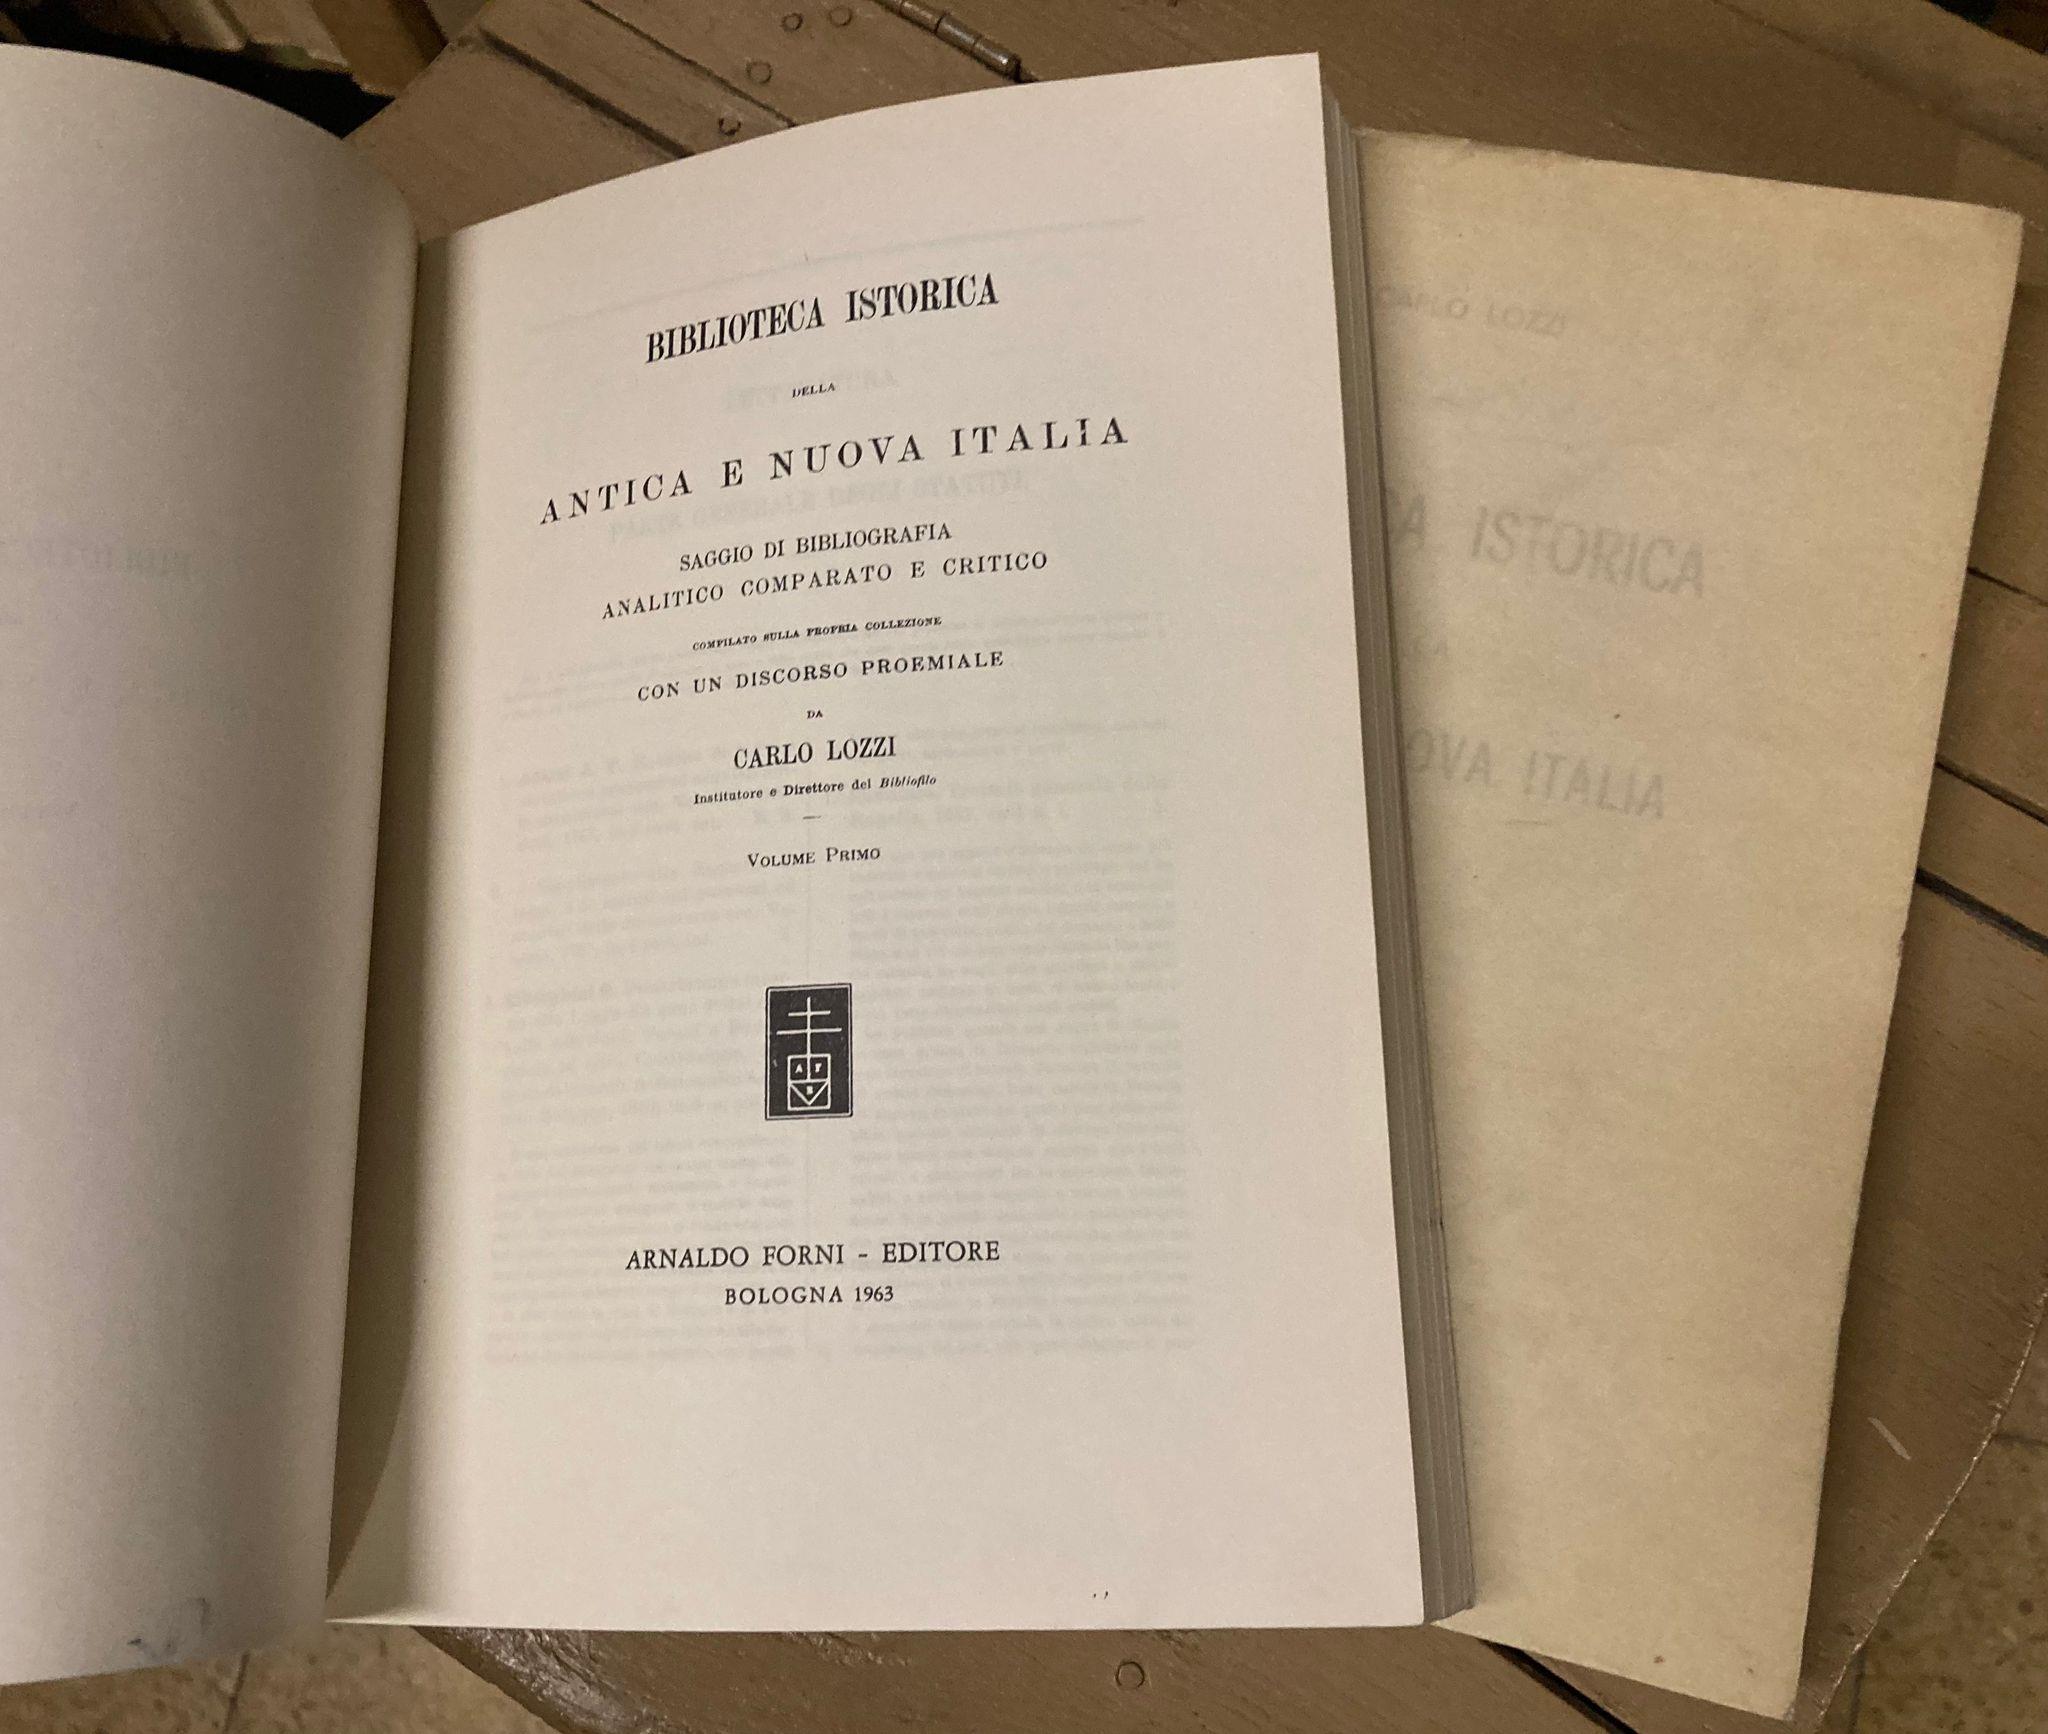 BIBLIOTECA ISTORICA
DELLA
ANTICA E NUOVA ITALIA
SAGGIO DI BIBLIOGRAFIA
ANALITICO COMPARATO E CRITICO
COMPILATO SULLA PROPRIA COLLEZIONE
CON UN DISCORSO PROEMIALE
DA
CARLO LOZZI
Institutore e Direttore del Bibliofilo
VOLUME PRIMO
A F
B
ARNALDO FORNI - EDITORE
BOLOGNA 1963
CARLO LOZZI
CA ISTORICA
OVA ITALIA